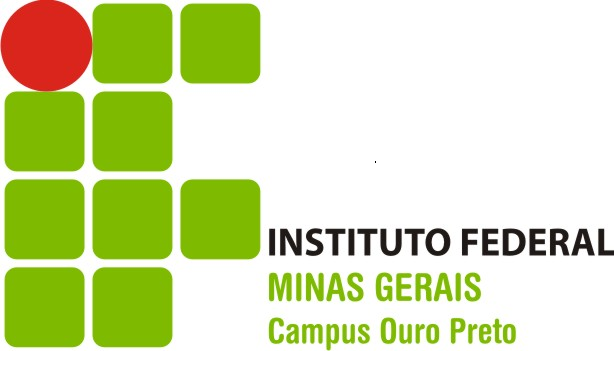 INSTITUTO FEDERAL
MINAS GERAIS
Campus Ouro Preto